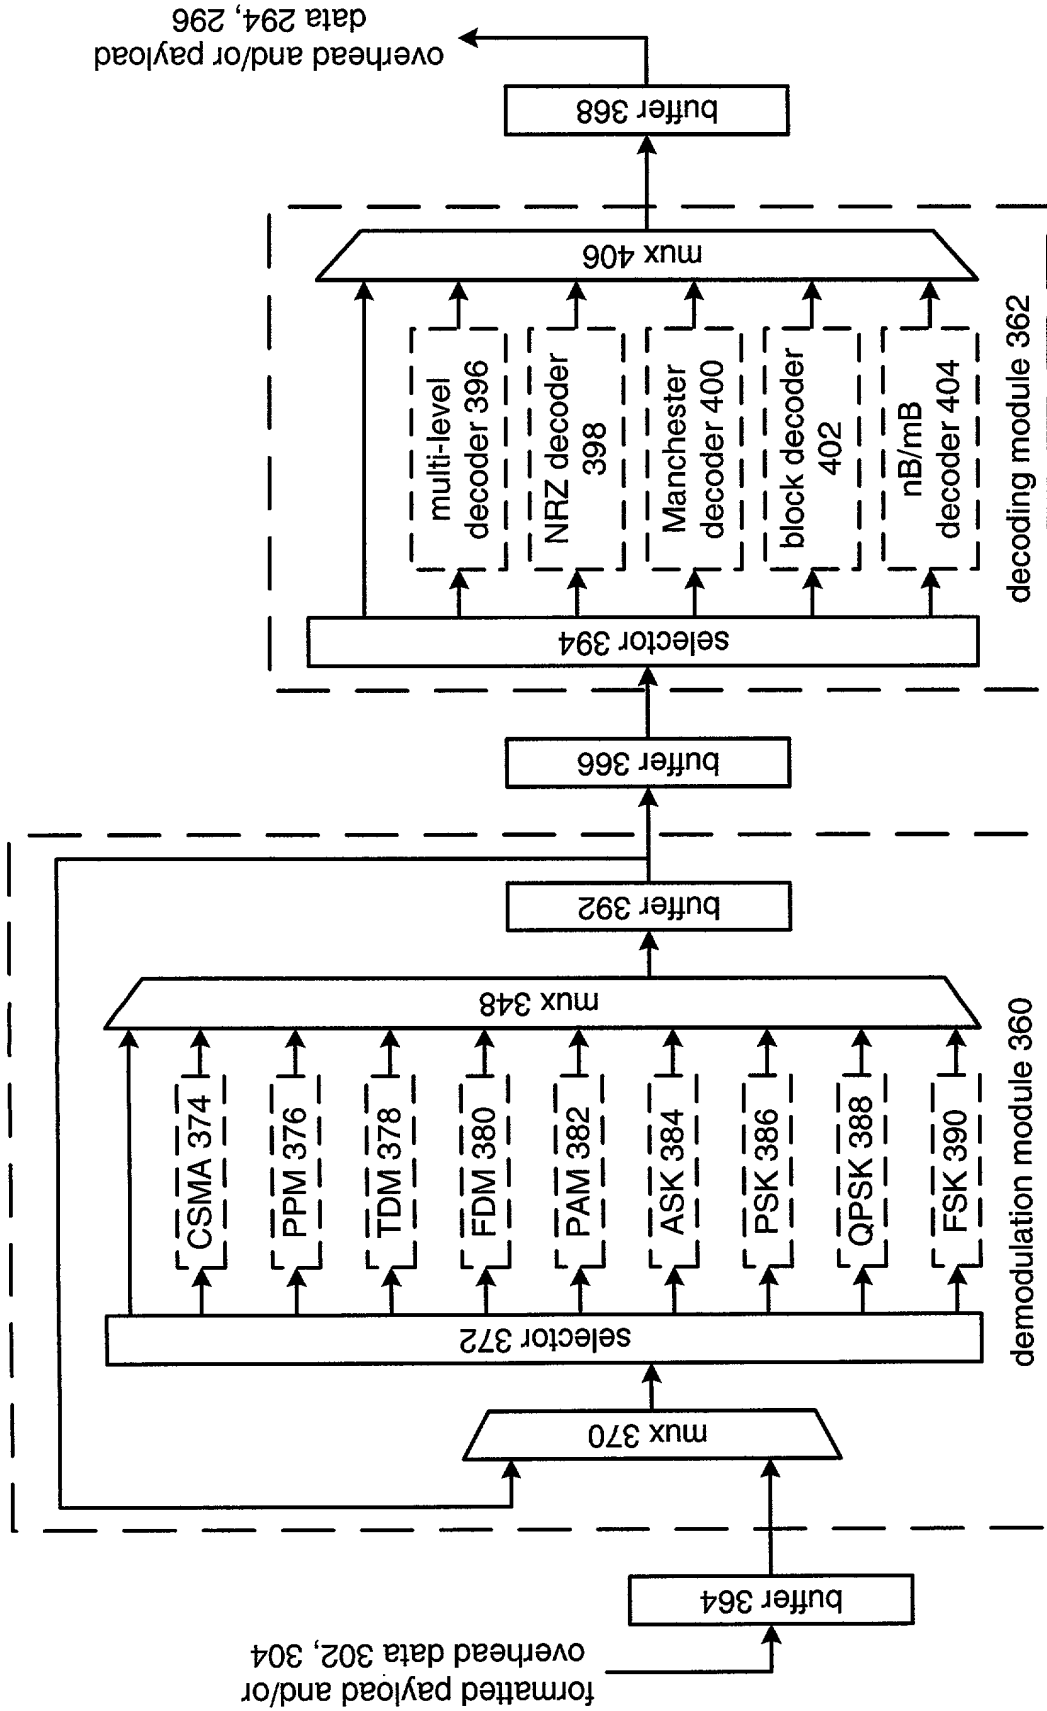 formatted payload and/or
overhead data 302, 304
buffer 364
mux 370
selector 372
CSMA 374
PPM 376
TDM 378
FDM 380
PAM 382
ASK 384
PSK 386
QPSK 388
FSK 390
mux 348
buffer 392
demodulation module 360
buffer 366
selector 394
multi-level
decoder 396
NRZ decoder
398
Manchester
decoder 400
block decoder
402
nB/mB
decoder 404
mux 406
decoding module 362
buffer 368
overhead and/or payload
data 294, 296